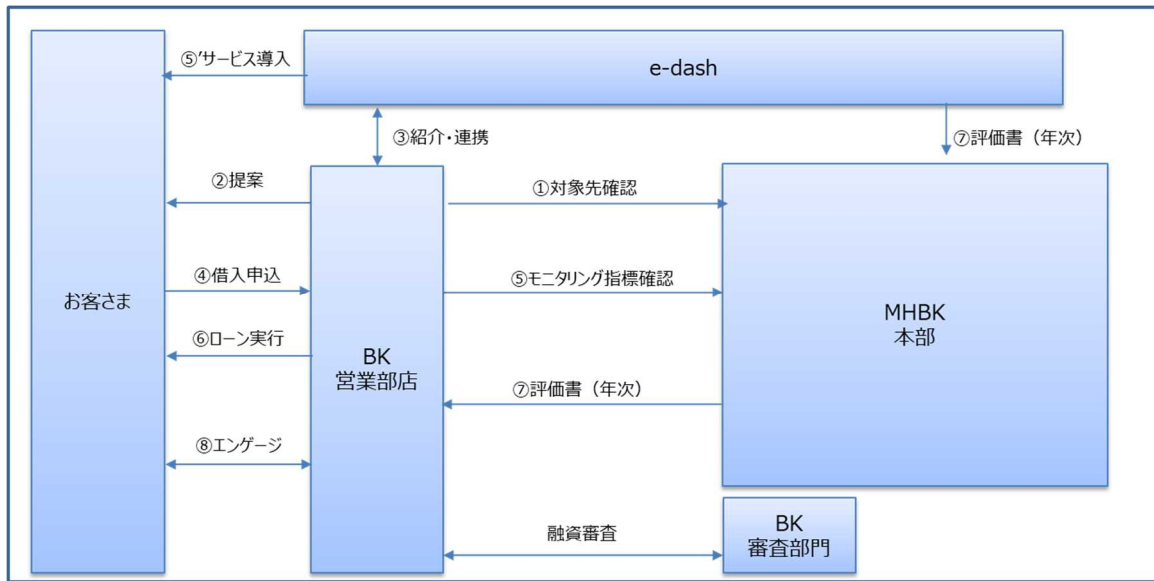 ⑤’サービス導入
e-dash
③紹介・連携
⑦評価書（年次）
②提案
①対象先確認
④借入申込
⑤モニタリング指標確認
お客さま
MHBK
本部
⑥ローン実行
BK
営業部店
⑦評価書（年次）
⑧エンゲージ
融資審査
BK
審査部門